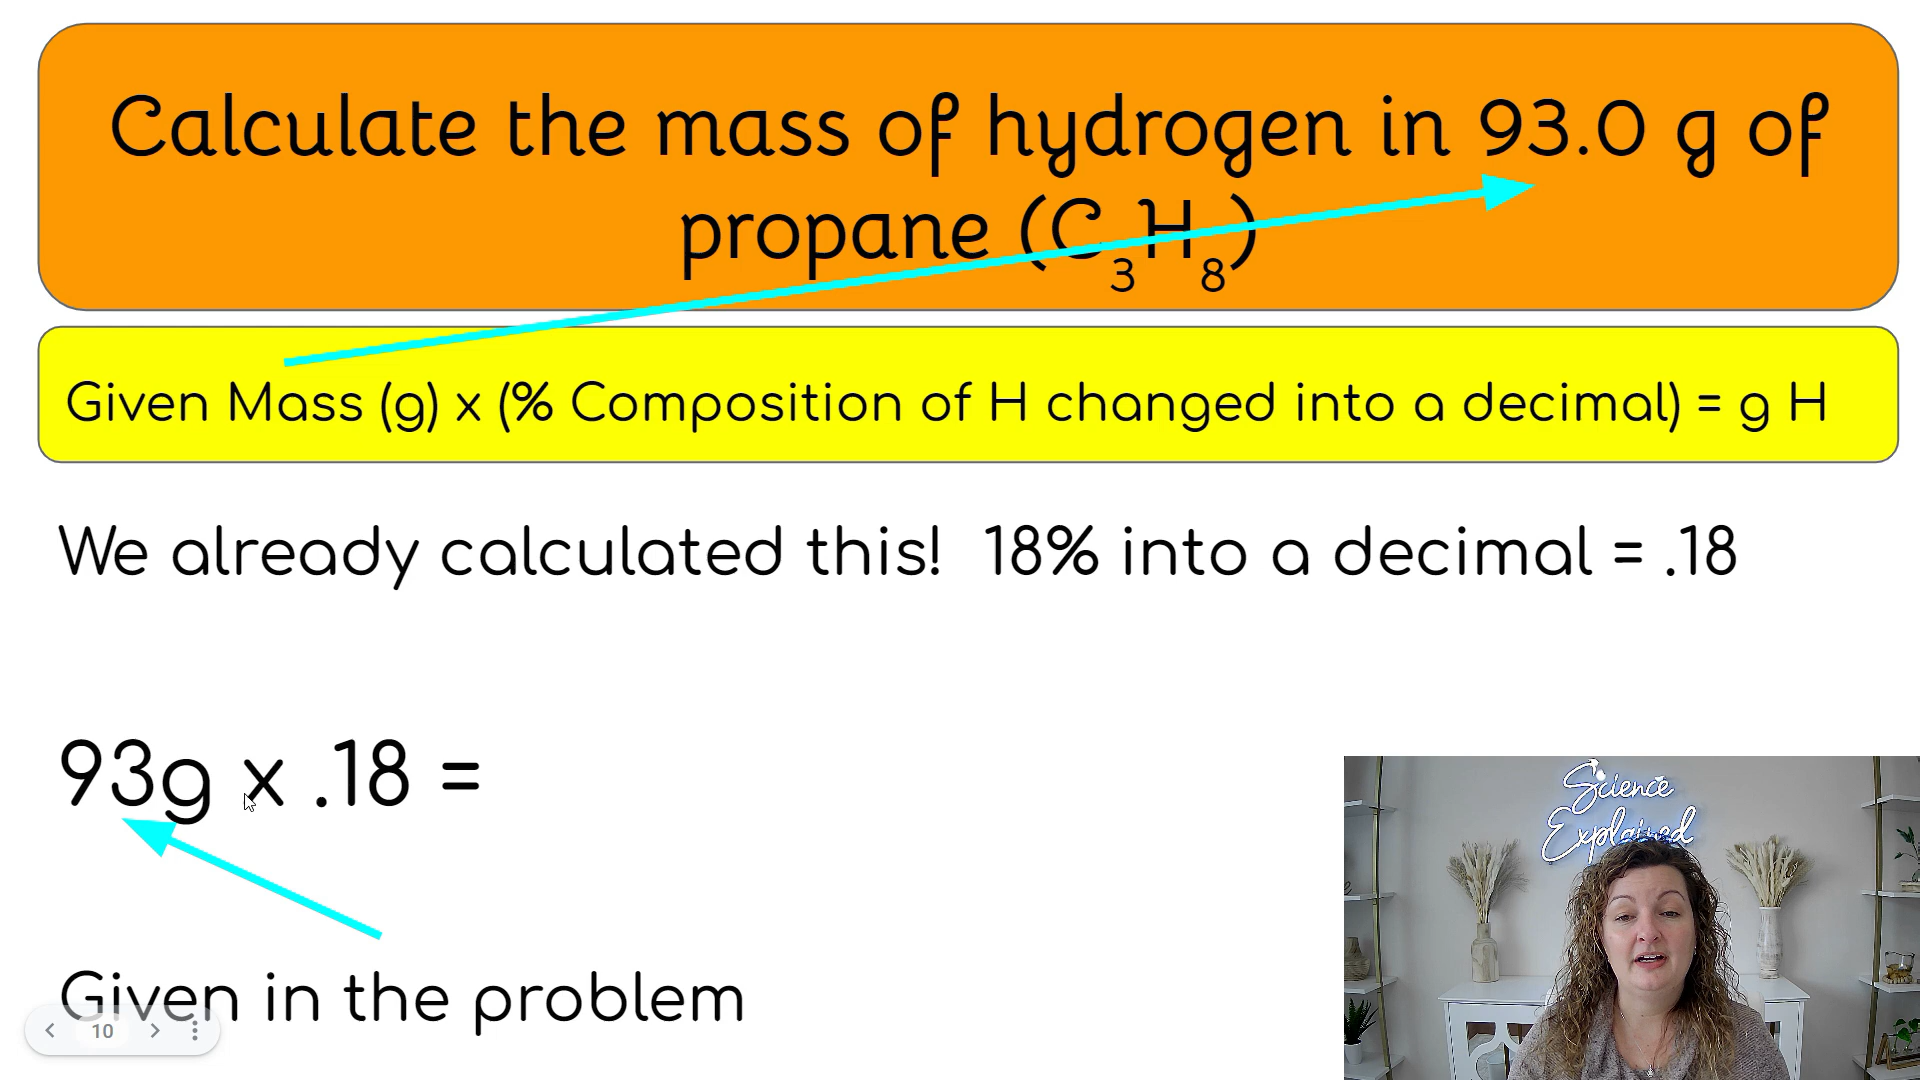 Calculate the mass of hydrogen in 93.0 g of
propane (C₃H₈)
Given Mass (g) x (% Composition of H changed into a decimal) = g H
We already calculated this! 18% into a decimal = .18
93g x .18 =
Science
Explained
Given in the problem
10